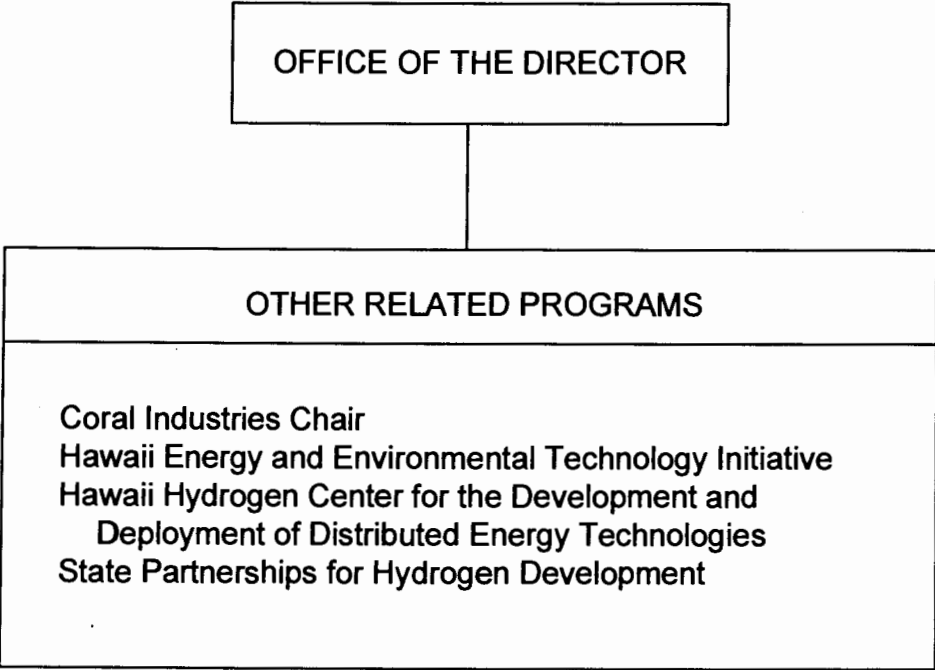 OFFICE OF THE DIRECTOR
OTHER RELATED PROGRAMS
Coral Industries Chair
Hawaii Energy and Environmental Technology Initiative
Hawaii Hydrogen Center for the Development and
Deployment of Distributed Energy Technologies
State Partnerships for Hydrogen Development